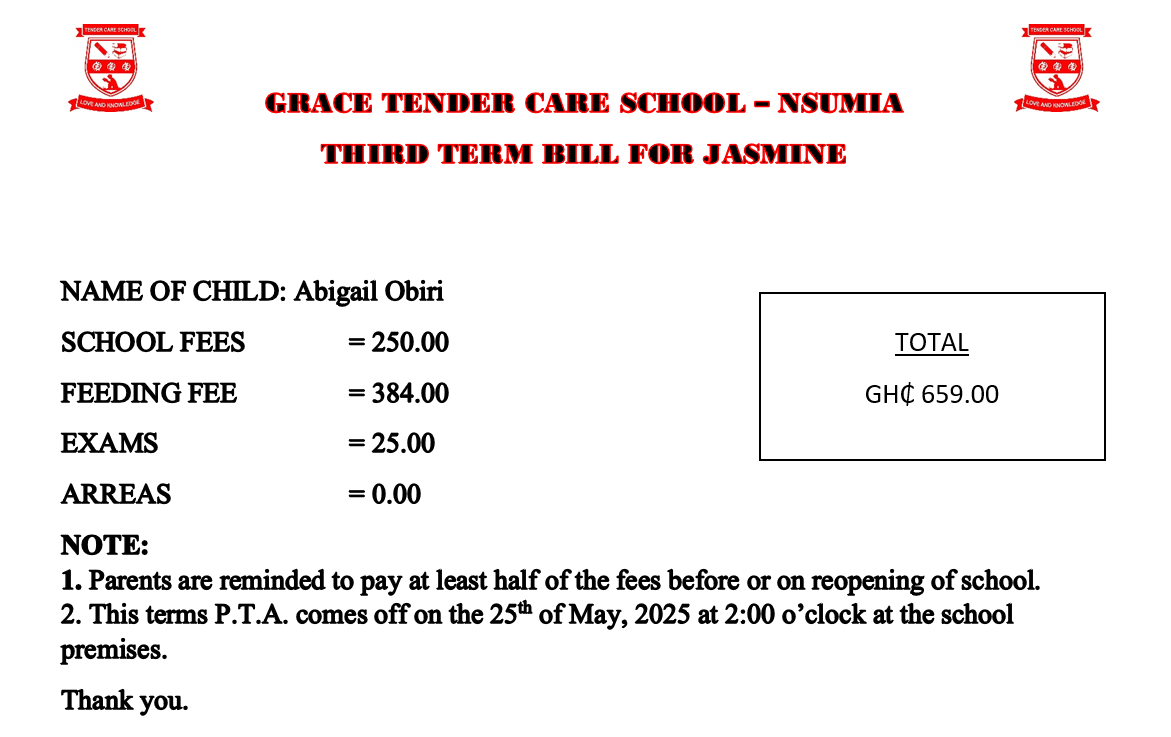 TENDER CARE SCHOOL
LOVE AND KNOWLEDGE
TENDER CARE SCHOOL
LOVE AND KNOWLEDGE
GRACE TENDER CARE SCHOOL – NSUMIA
THIRD TERM BILL FOR JASMINE
NAME OF CHILD: Abigail Obiri
SCHOOL FEES = 250.00
FEEDING FEE = 384.00
EXAMS = 25.00
ARREAS = 0.00
TOTAL
GH₵ 659.00
NOTE:
1. Parents are reminded to pay at least half of the fees before or on reopening of school.
2. This terms P.T.A. comes off on the 25th of May, 2025 at 2:00 o’clock at the school
premises.
Thank you.